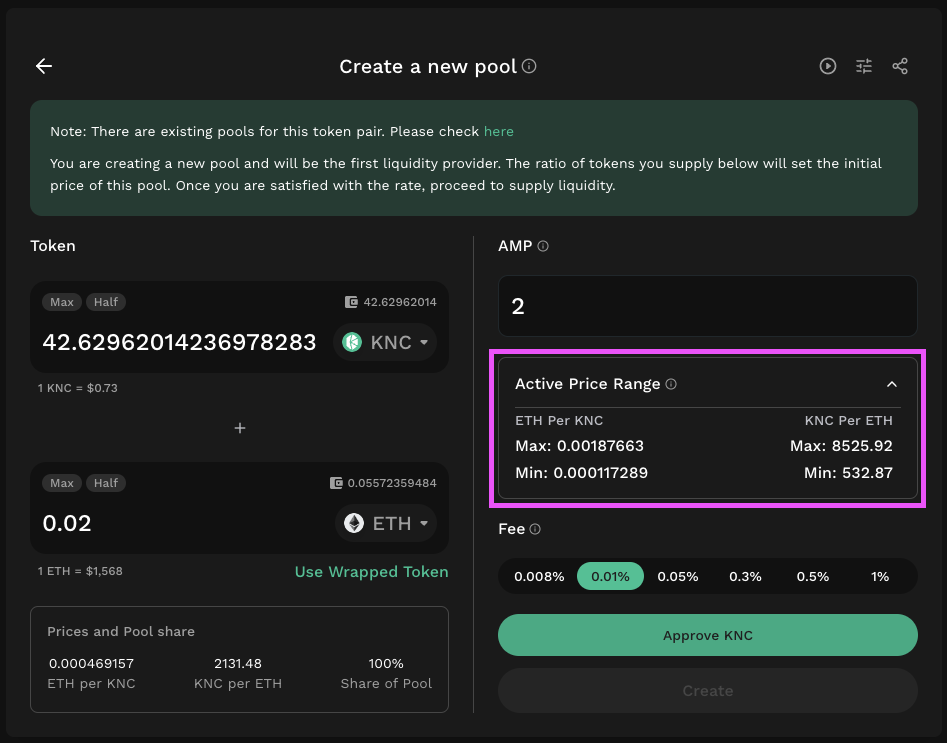 Create a new pool
Note: There are existing pools for this token pair. Please check here
You are creating a new pool and will be the first liquidity provider. The ratio of tokens you supply below will set the initial
price of this pool. Once you are satisfied with the rate, proceed to supply liquidity.
Token
Max Half 42.62962014
42.62962014236978283 KNC
1 KNC = $0.73
+
Max Half 0.05572359484
0.02 ETH
1 ETH = $1,568 Use Wrapped Token
Prices and Pool share
0.000469157 2131.48 100%
ETH per KNC KNC per ETH Share of Pool
AMP
2
Active Price Range
ETH Per KNC KNC Per ETH
Max: 0.00187663 Max: 8525.92
Min: 0.000117289 Min: 532.87
Fee
0.008% 0.01% 0.05% 0.3% 0.5% 1%
Approve KNC
Create